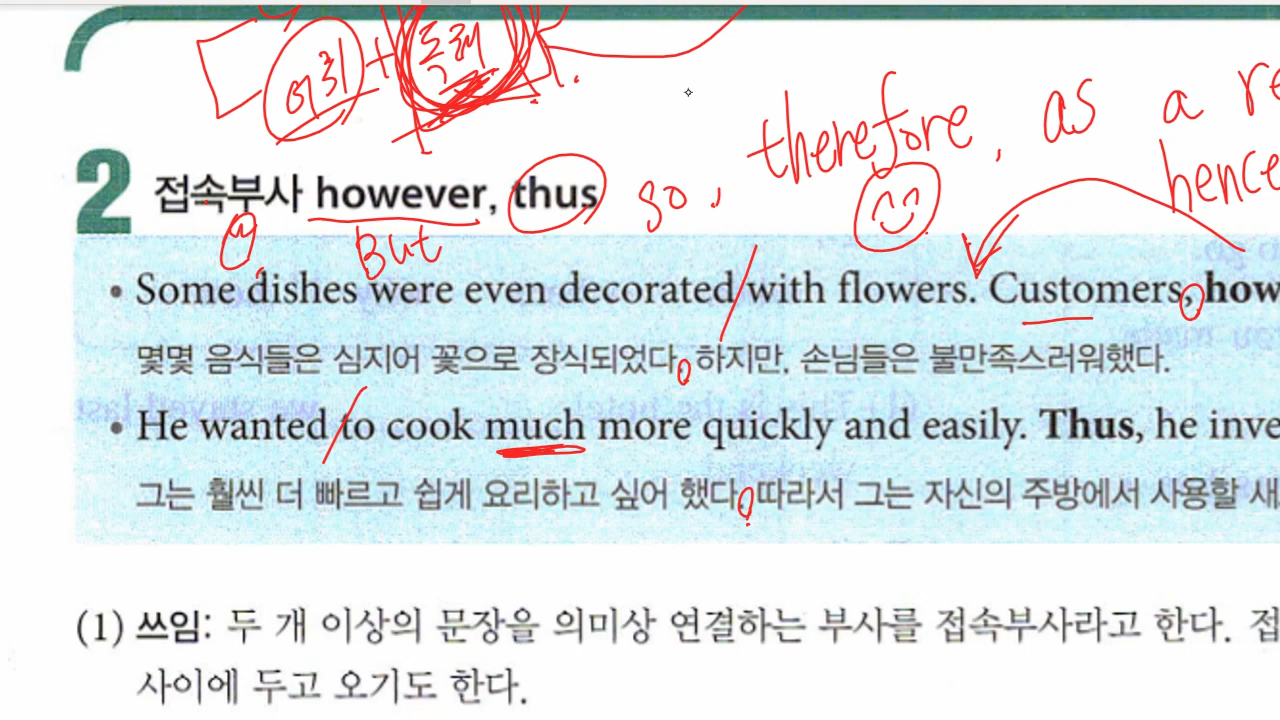 어휘 + 독해
therefore, as a re
hence
2 접속부사 however, thus so,
But
Some dishes were even decorated with flowers. Customers, how
몇몇 음식들은 심지어 꽃으로 장식되었다. 하지만, 손님들은 불만족스러워했다.
He wanted to cook much more quickly and easily. Thus, he inve
그는 훨씬 더 빠르고 쉽게 요리하고 싶어 했다. 따라서 그는 자신의 주방에서 사용할 새
(1) 쓰임: 두 개 이상의 문장을 의미상 연결하는 부사를 접속부사라고 한다. 접
사이에 두고 오기도 한다.